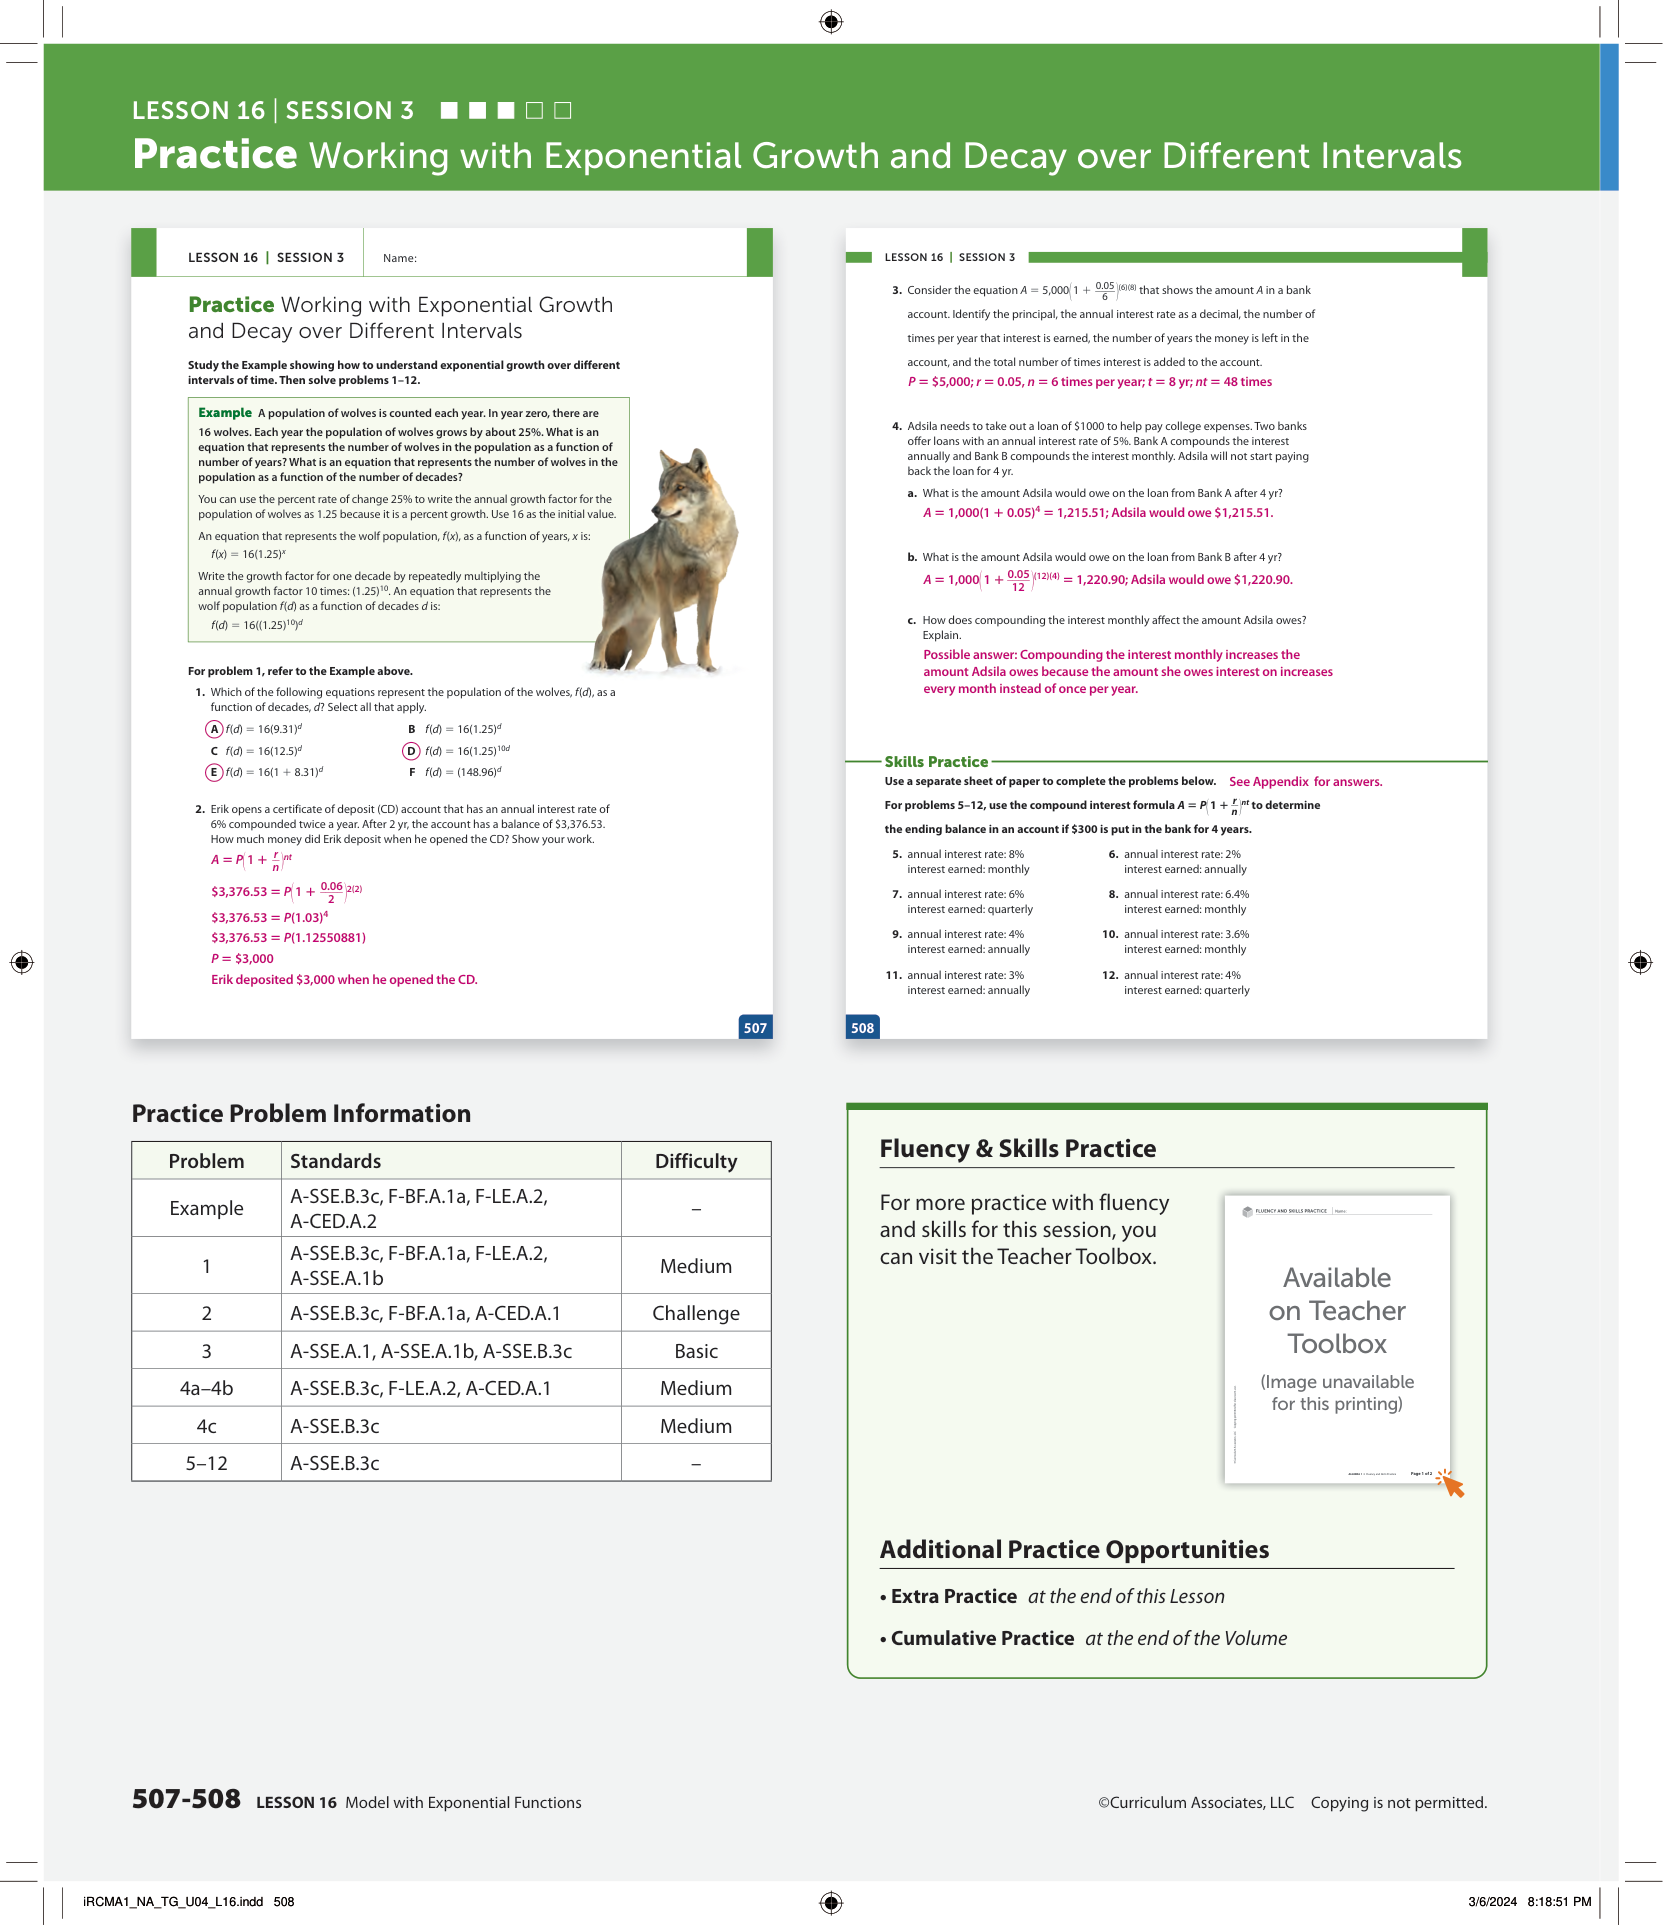 LESSON 16 | SESSION 3
Practice Working with Exponential Growth and Decay over Different Intervals
LESSON 16 | SESSION 3 Name:
Practice Working with Exponential Growth
and Decay over Different Intervals
Study the Example showing how to understand exponential growth over different
intervals of time. Then solve problems 1–12.
Example A population of wolves is counted each year. In year zero, there are
16 wolves. Each year the population of wolves grows by about 25%. What is an
equation that represents the number of wolves in the population as a function of
number of years? What is an equation that represents the number of wolves in the
population as a function of the number of decades?
You can use the percent rate of change 25% to write the annual growth factor for the
population of wolves as 1.25 because it is a percent growth. Use 16 as the initial value.
An equation that represents the wolf population, f(x), as a function of years, x is:
f(x) = 16(1.25)^x
Write the growth factor for one decade by repeatedly multiplying the
annual growth factor 10 times: (1.25)^10. An equation that represents the
wolf population f(d) as a function of decades d is:
f(d) = 16((1.25)^10)^d
For problem 1, refer to the Example above.
1. Which of the following equations represent the population of the wolves, f(d), as a
function of decades, d? Select all that apply.
A f(d) = 16(9.31)^d B f(d) = 16(1.25)^d
C f(d) = 16(12.5)^d D f(d) = 16(1.25)^10d
E f(d) = 16(1 + 8.31)^d F f(d) = (148.96)^d
2. Erik opens a certificate of deposit (CD) account that has an annual interest rate of
6% compounded twice a year. After 2 yr, the account has a balance of $3,376.53.
How much money did Erik deposit when he opened the CD? Show your work.
A = P(1 + r/n)^nt
$3,376.53 = P(1 + 0.06/2)^2(2)
$3,376.53 = P(1.03)^4
$3,376.53 = P(1.12550881)
P = $3,000
Erik deposited $3,000 when he opened the CD.
507
LESSON 16 | SESSION 3
3. Consider the equation A = 5,000(1 + 0.05/6)^(6)(8) that shows the amount A in a bank
account. Identify the principal, the annual interest rate as a decimal, the number of
times per year that interest is earned, the number of years the money is left in the
account, and the total number of times interest is added to the account.
P = $5,000; r = 0.05, n = 6 times per year; t = 8 yr; nt = 48 times
4. Adsila needs to take out a loan of $1000 to help pay college expenses. Two banks
offer loans with an annual interest rate of 5%. Bank A compounds the interest
annually and Bank B compounds the interest monthly. Adsila will not start paying
back the loan for 4 yr.
a. What is the amount Adsila would owe on the loan from Bank A after 4 yr?
A = 1,000(1 + 0.05)^4 = 1,215.51; Adsila would owe $1,215.51.
b. What is the amount Adsila would owe on the loan from Bank B after 4 yr?
A = 1,000(1 + 0.05/12)^(12)(4) = 1,220.90; Adsila would owe $1,220.90.
c. How does compounding the interest monthly affect the amount Adsila owes?
Explain.
Possible answer: Compounding the interest monthly increases the
amount Adsila owes because the amount she owes interest on increases
every month instead of once per year.
Skills Practice
Use a separate sheet of paper to complete the problems below. See Appendix for answers.
For problems 5–12, use the compound interest formula A = P(1 + r/n)^nt to determine
the ending balance in an account if $300 is put in the bank for 4 years.
5. annual interest rate: 8% 6. annual interest rate: 2%
interest earned: monthly interest earned: annually
7. annual interest rate: 6% 8. annual interest rate: 6.4%
interest earned: quarterly interest earned: monthly
9. annual interest rate: 4% 10. annual interest rate: 3.6%
interest earned: annually interest earned: monthly
11. annual interest rate: 3% 12. annual interest rate: 4%
interest earned: annually interest earned: quarterly
508
Practice Problem Information
Problem Standards Difficulty
Example A-SSE.B.3c, F-BF.A.1a, F-LE.A.2,
A-CED.A.2 –
1 A-SSE.B.3c, F-BF.A.1a, F-LE.A.2,
A-SSE.A.1b Medium
2 A-SSE.B.3c, F-BF.A.1a, A-CED.A.1 Challenge
3 A-SSE.A.1, A-SSE.A.1b, A-SSE.B.3c Basic
4a–4b A-SSE.B.3c, F-LE.A.2, A-CED.A.1 Medium
4c A-SSE.B.3c Medium
5–12 A-SSE.B.3c –
Fluency & Skills Practice
For more practice with fluency
and skills for this session, you
can visit the Teacher Toolbox.
FLUENCY AND SKILLS PRACTICE Name:
Available
on Teacher
Toolbox
(Image unavailable
for this printing)
Page 1 of 2
Additional Practice Opportunities
• Extra Practice at the end of this Lesson
• Cumulative Practice at the end of the Volume
507-508 LESSON 16 Model with Exponential Functions
©Curriculum Associates, LLC Copying is not permitted.
iRCMA1_NA_TG_U04_L16.indd 508
3/6/2024 8:18:51 PM